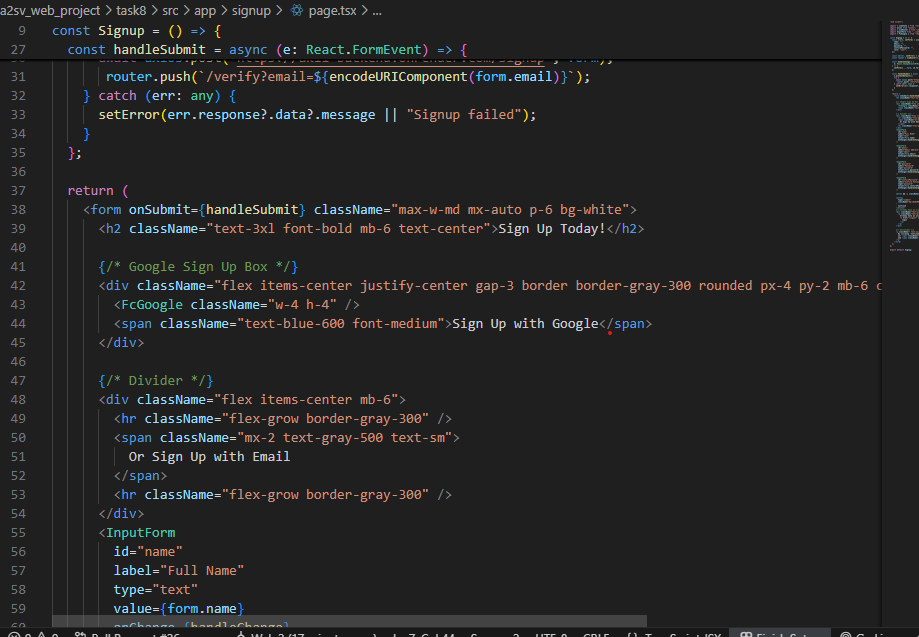 a2sv_web_project > task8 > src > app > signup > page.tsx > ...
9 const Signup = () => {
27 const handleSubmit = async (e: React.FormEvent) => {
31 router.push(`/verify?email=${encodeURIComponent(form.email)}`);
32 } catch (err: any) {
33 setError(err.response?.data?.message || "Signup failed");
34 }
35 };
36
37 return (
38 <form onSubmit={handleSubmit} className="max-w-md mx-auto p-6 bg-white">
39 <h2 className="text-3xl font-bold mb-6 text-center">Sign Up Today!</h2>
40
41 {/* Google Sign Up Box */}
42 <div className="flex items-center justify-center gap-3 border border-gray-300 rounded px-4 py-2 mb-6 c
43 <FcGoogle className="w-4 h-4" />
44 <span className="text-blue-600 font-medium">Sign Up with Google</span>
45 </div>
46
47 {/* Divider */}
48 <div className="flex items-center mb-6">
49 <hr className="flex-grow border-gray-300" />
50 <span className="mx-2 text-gray-500 text-sm">
51 Or Sign Up with Email
52 </span>
53 <hr className="flex-grow border-gray-300" />
54 </div>
55 <InputForm
56 id="name"
57 label="Full Name"
58 type="text"
59 value={form.name}
60 onChange={handleChange}